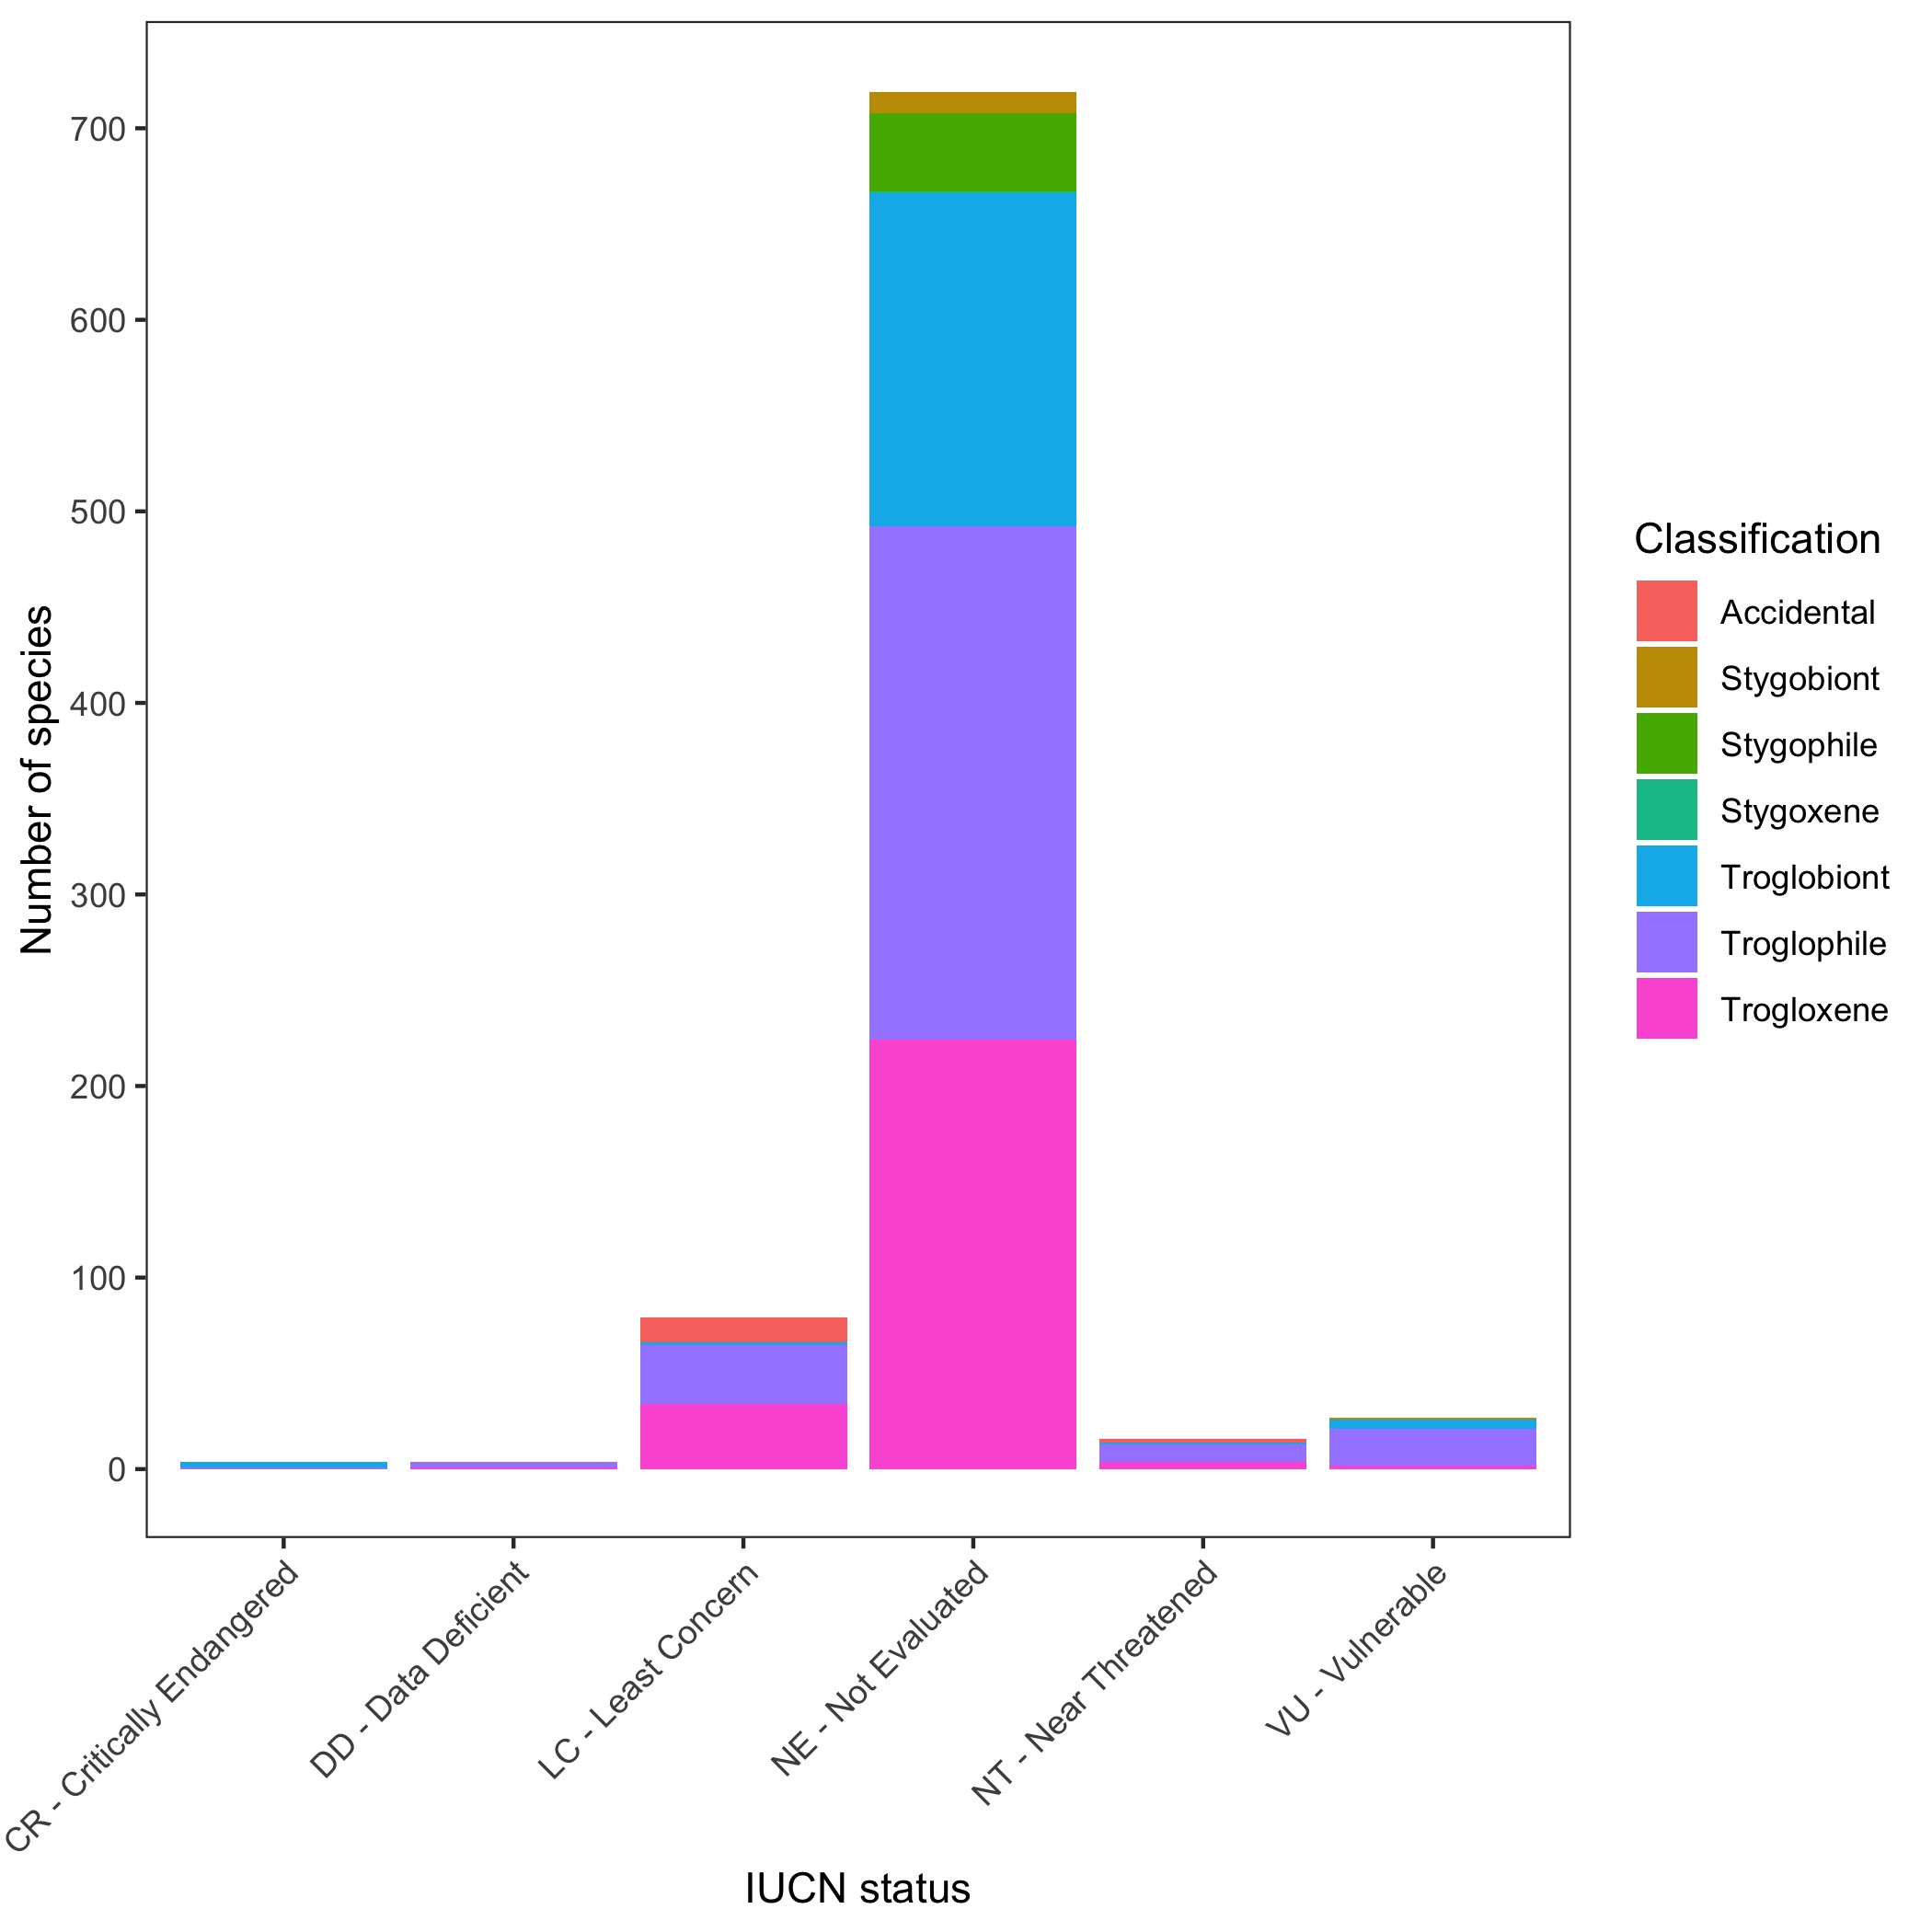 700
600
500
400
300
200
100
0
Number of species
CR - Critically Endangered
DD - Data Deficient
LC - Least Concern
NE - Not Evaluated
NT - Near Threatened
VU - Vulnerable
IUCN status
Classification
Accidental
Stygobiont
Stygophile
Stygoxene
Troglobiont
Troglophile
Trogloxene